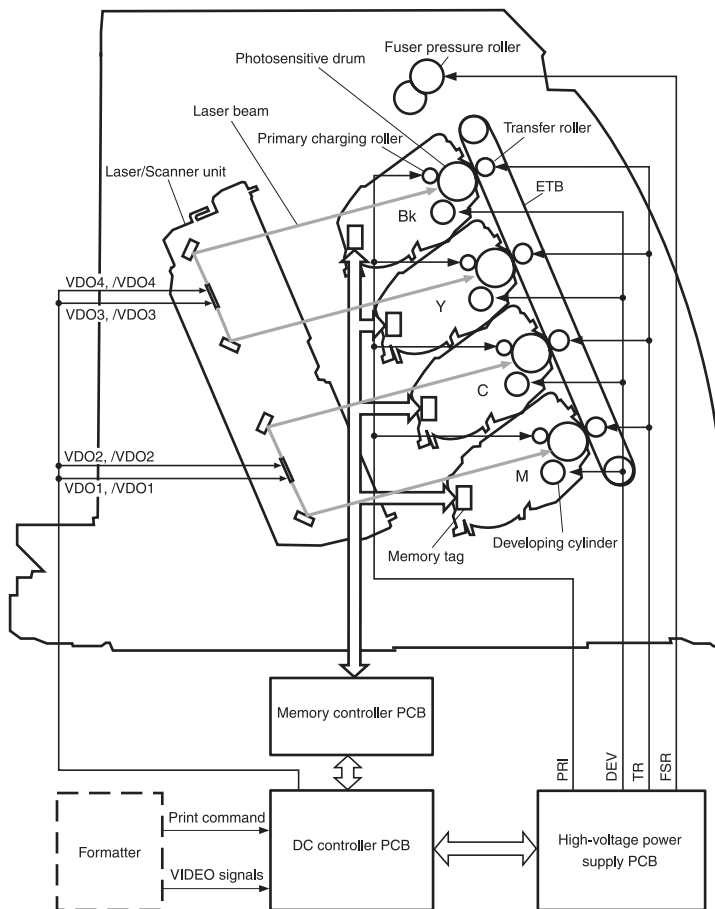 Fuser pressure roller
Photosensitive drum
Laser beam
Transfer roller
Primary charging roller
Laser/Scanner unit
ETB
Bk
VDO4, /VDO4
VDO3, /VDO3
Y
C
VDO2, /VDO2
VDO1, /VDO1
M
Memory tag
Developing cylinder
Memory controller PCB
PRI
DEV
TR
FSR
Print command
Formatter
DC controller PCB
High-voltage power
supply PCB
VIDEO signals